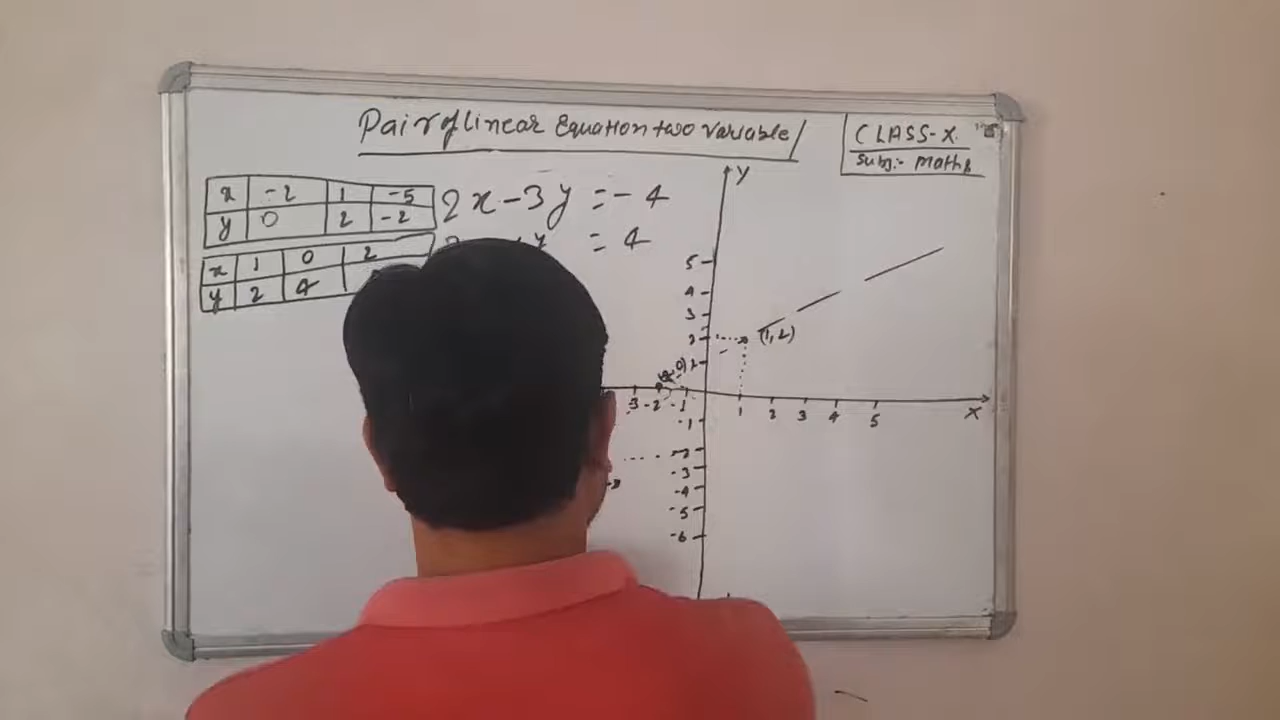 Pair of Linear Equation two variable/
CLASS-X
Subj:- Maths
x -2 1 -5
y 0 2 -2
2x-3y = -4
= 4
x 1 0 2
y 2 4
Y
5
4
3
2
1
(1,2)
3 -2 -1
1 2 3 4 5
X
-1
-2
-3
-4
-5
-6